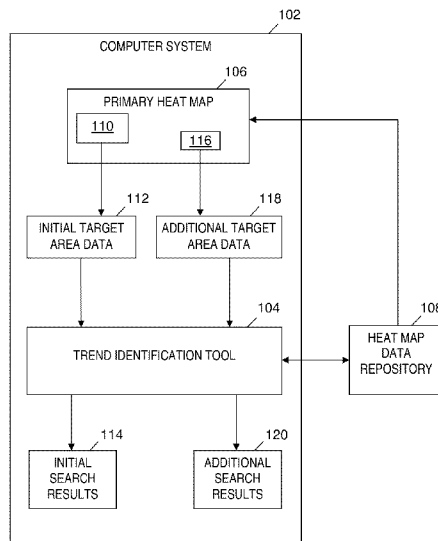 102
COMPUTER SYSTEM
106
PRIMARY HEAT MAP
110
116
112
118
INITIAL TARGET
AREA DATA
ADDITIONAL TARGET
AREA DATA
104
108
TREND IDENTIFICATION TOOL
HEAT MAP
DATA
REPOSITORY
114
120
INITIAL
SEARCH
RESULTS
ADDITIONAL
SEARCH
RESULTS